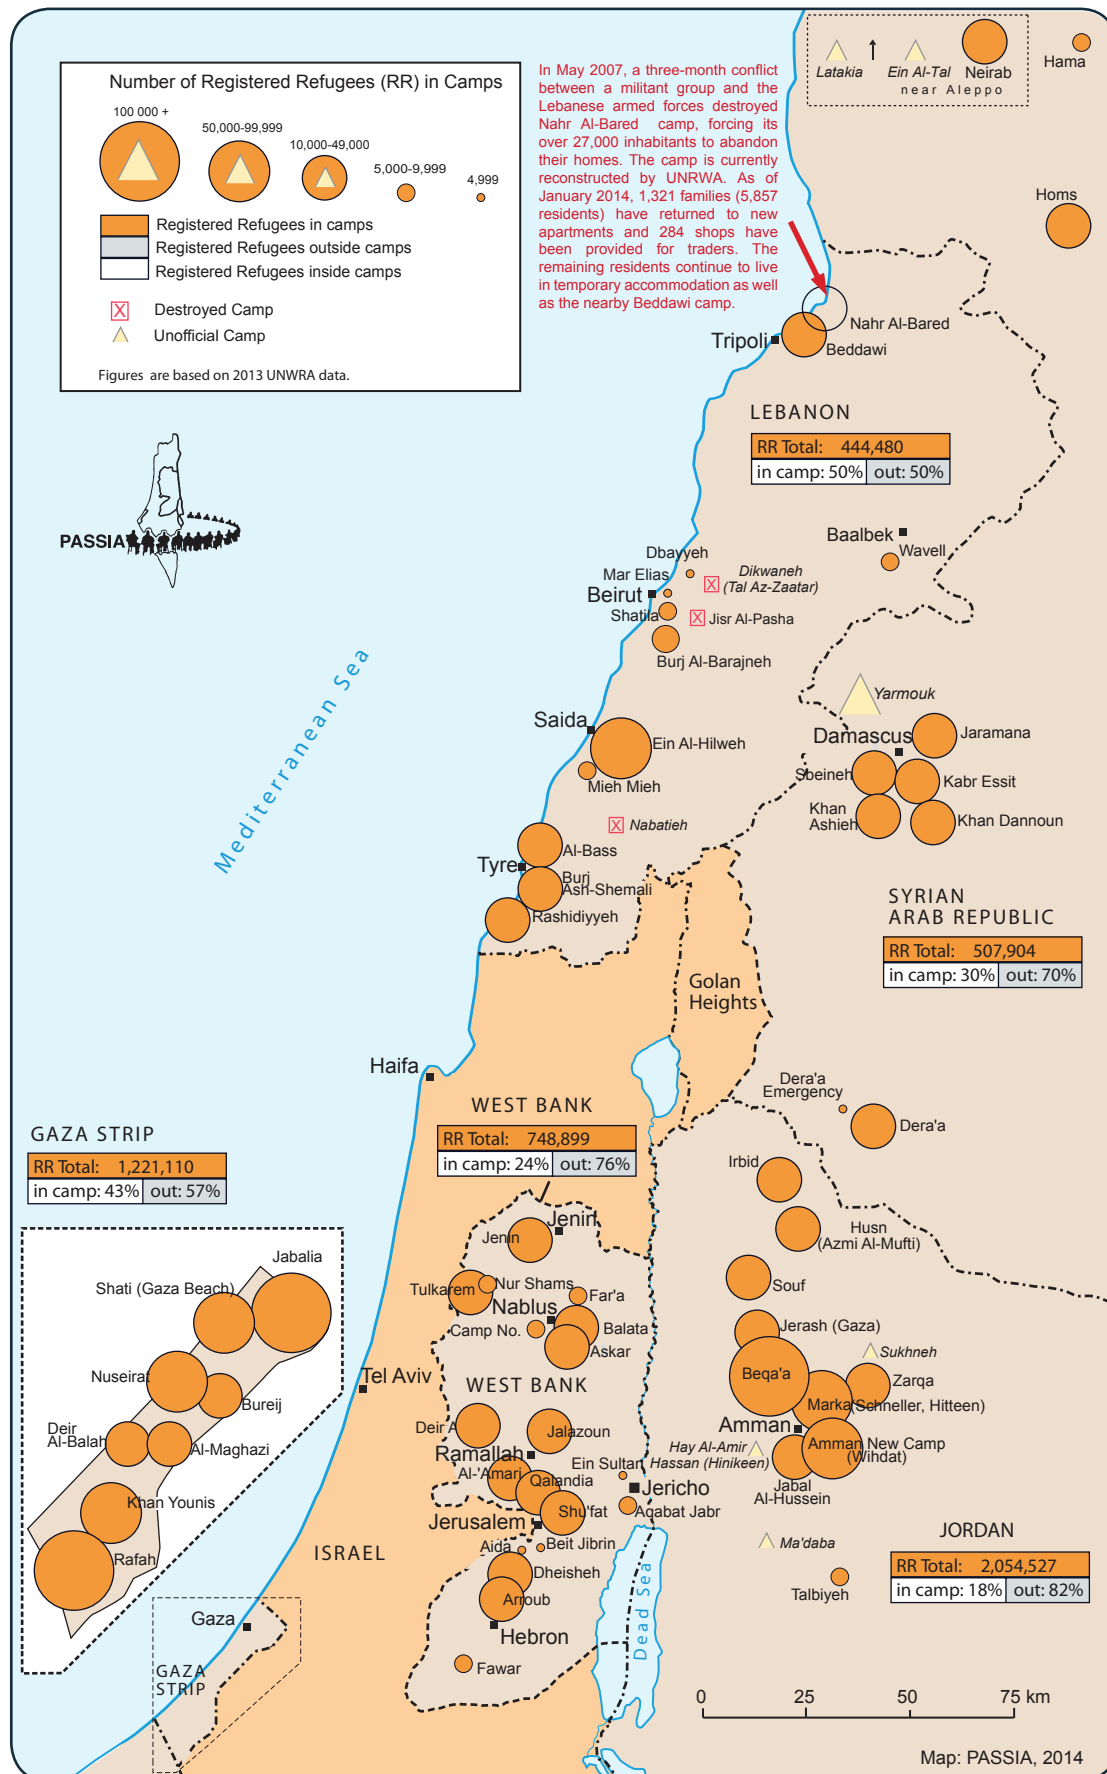 Number of Registered Refugees (RR) in Camps
100 000 +
50,000-99,999
10,000-49,000
5,000-9,999
4,999
Registered Refugees in camps
Registered Refugees outside camps
Registered Refugees inside camps
X Destroyed Camp
Unofficial Camp
Figures are based on 2013 UNWRA data.
In May 2007, a three-month conflict
between a militant group and the
Lebanese armed forces destroyed
Nahr Al-Bared camp, forcing its
over 27,000 inhabitants to abandon
their homes. The camp is currently
reconstructed by UNRWA. As of
January 2014, 1,321 families (5,857
residents) have returned to new
apartments and 284 shops have
been provided for traders. The
remaining residents continue to live
in temporary accommodation as well
as the nearby Beddawi camp.
Latakia
Ein Al-Tal
Neirab
near Aleppo
Hama
Homs
Nahr Al-Bared
Tripoli
Beddawi
LEBANON
RR Total: 444,480
in camp: 50% out: 50%
PASSIA
Baalbek
Wavell
Dbayyeh
Mar Elias
X Dikwaneh
(Tal Az-Zaatar)
Beirut
Shatila
X Jisr Al-Pasha
Burj Al-Barajneh
Mediterranean Sea
Yarmouk
Saida
Ein Al-Hilweh
Mieh Mieh
Damascus
Jaramana
Sbeineh
Kabr Essit
Khan
Ashieh
Khan Dannoun
X Nabatieh
Al-Bass
Tyre
Burj
Ash-Shemali
Rashidiyyeh
SYRIAN
ARAB REPUBLIC
RR Total: 507,904
in camp: 30% out: 70%
Golan
Heights
Haifa
Dera'a
Emergency
Dera'a
WEST BANK
RR Total: 748,899
in camp: 24% out: 76%
GAZA STRIP
RR Total: 1,221,110
in camp: 43% out: 57%
Irbid
Husn
(Azmi Al-Mufti)
Souf
Jenin
Jenin
Jabalia
Shati (Gaza Beach)
Nuseirat
Bureij
Deir
Al-Balah
Al-Maghazi
Khan Younis
Rafah
Tulkarem
Nur Shams
Far'a
Nablus
Camp No.
Balata
Askar
Jerash (Gaza)
Sukhneh
Beqa'a
Zarqa
Marka(Schneller, Hitteen)
Tel Aviv
WEST BANK
Deir A
Jalazoun
Ramallah
Amman
Amman New Camp
(Wihdat)
Hay Al-Amir
Hassan (Hinikeen)
Jabal
Al-Hussein
Al-'Amari
Qalandia
Ein Sultan
Jericho
Shu'fat
Aqabat Jabr
Jerusalem
Aida
Beit Jibrin
ISRAEL
Dheisheh
Arroub
Hebron
Fawar
Dead Sea
Ma'daba
Talbiyeh
JORDAN
RR Total: 2,054,527
in camp: 18% out: 82%
Gaza
GAZA
STRIP
0 25 50 75 km
Map: PASSIA, 2014